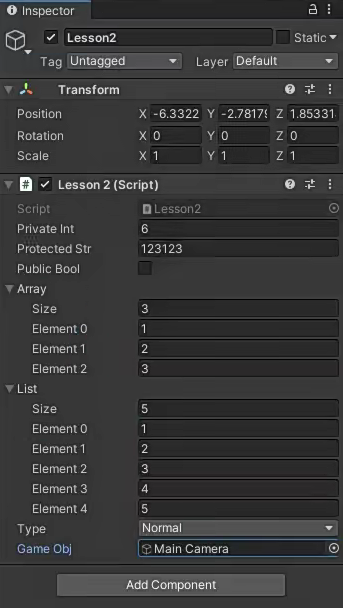 Inspector
Lesson2 Static
Tag Untagged Layer Default
Transform
Position X -6.3322 Y -2.78179 Z 1.85331
Rotation X 0 Y 0 Z 0
Scale X 1 Y 1 Z 1
# Lesson 2 (Script)
Script # Lesson2
Private Int 6
Protected Str 123123
Public Bool
Array
Size 3
Element 0 1
Element 1 2
Element 2 3
List
Size 5
Element 0 1
Element 1 2
Element 2 3
Element 3 4
Element 4 5
Type Normal
Game Obj Main Camera
Add Component